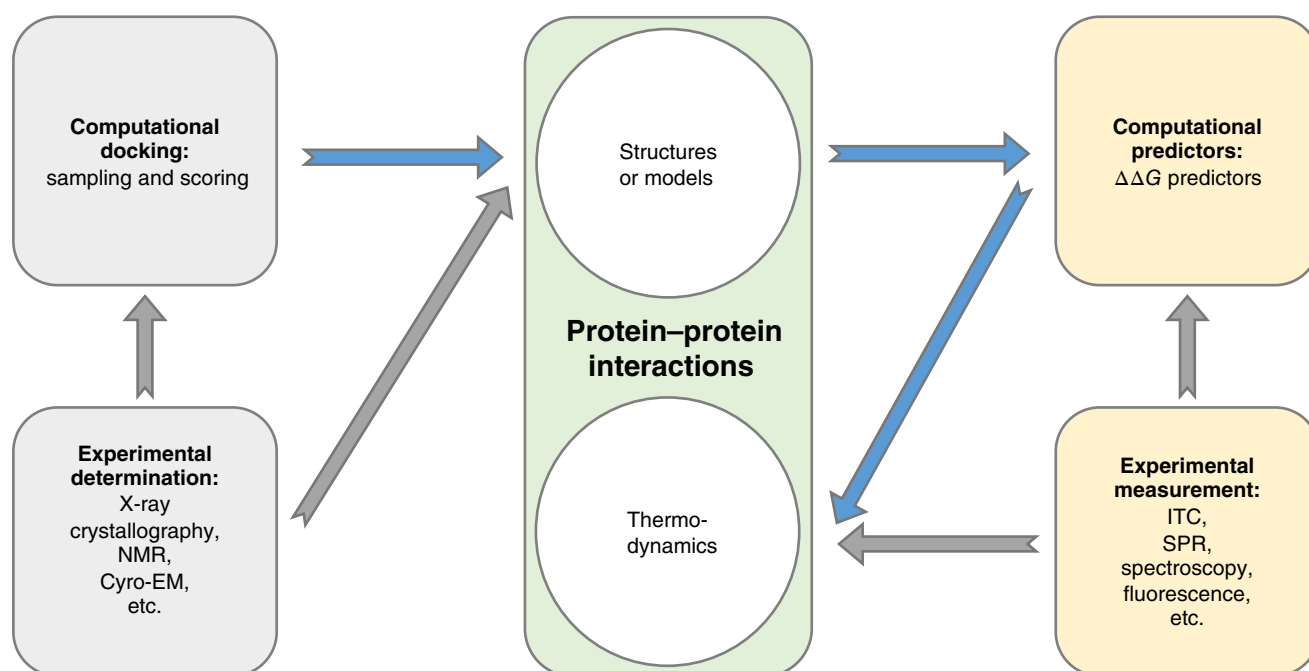 Computational
docking:
sampling and scoring
Structures
or models
Computational
predictors:
ΔΔG predictors
Protein–protein
interactions
Experimental
determination:
X-ray
crystallography,
NMR,
Cyro-EM,
etc.
Thermo-
dynamics
Experimental
measurement:
ITC,
SPR,
spectroscopy,
fluorescence,
etc.